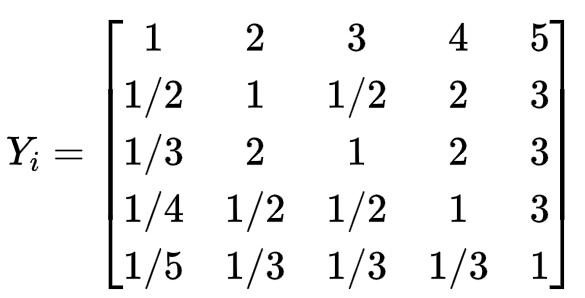 1 2 3 4 5
1/2 1 1/2 2 3
Y_i = 1/3 2 1 2 3
1/4 1/2 1/2 1 3
1/5 1/3 1/3 1/3 1